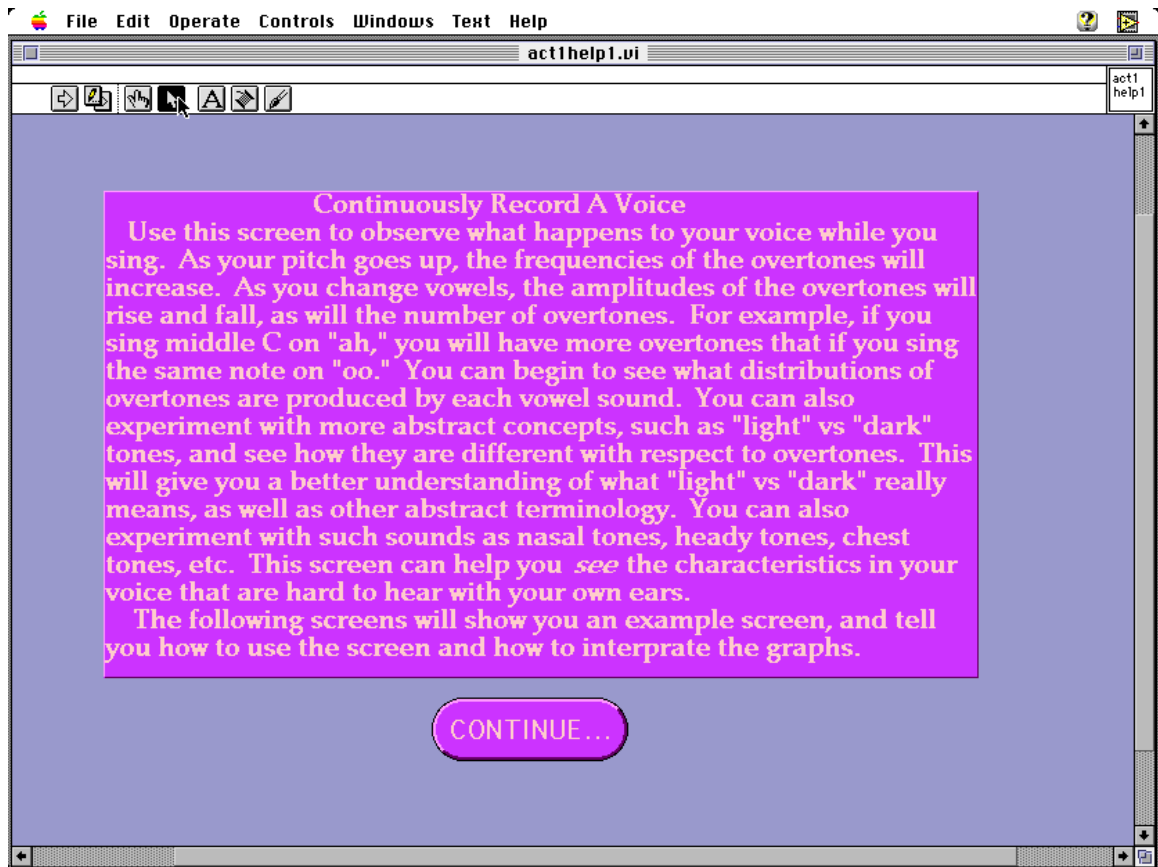 File Edit Operate Controls Windows Text Help
act1help1.vi
act1
help1
Continuously Record A Voice
Use this screen to observe what happens to your voice while you
sing. As your pitch goes up, the frequencies of the overtones will
increase. As you change vowels, the amplitudes of the overtones will
rise and fall, as will the number of overtones. For example, if you
sing middle C on "ah," you will have more overtones that if you sing
the same note on "oo." You can begin to see what distributions of
overtones are produced by each vowel sound. You can also
experiment with more abstract concepts, such as "light" vs "dark"
tones, and see how they are different with respect to overtones. This
will give you a better understanding of what "light" vs "dark" really
means, as well as other abstract terminology. You can also
experiment with such sounds as nasal tones, heady tones, chest
tones, etc. This screen can help you see the characteristics in your
voice that are hard to hear with your own ears.
The following screens will show you an example screen, and tell
you how to use the screen and how to interprate the graphs.
CONTINUE...